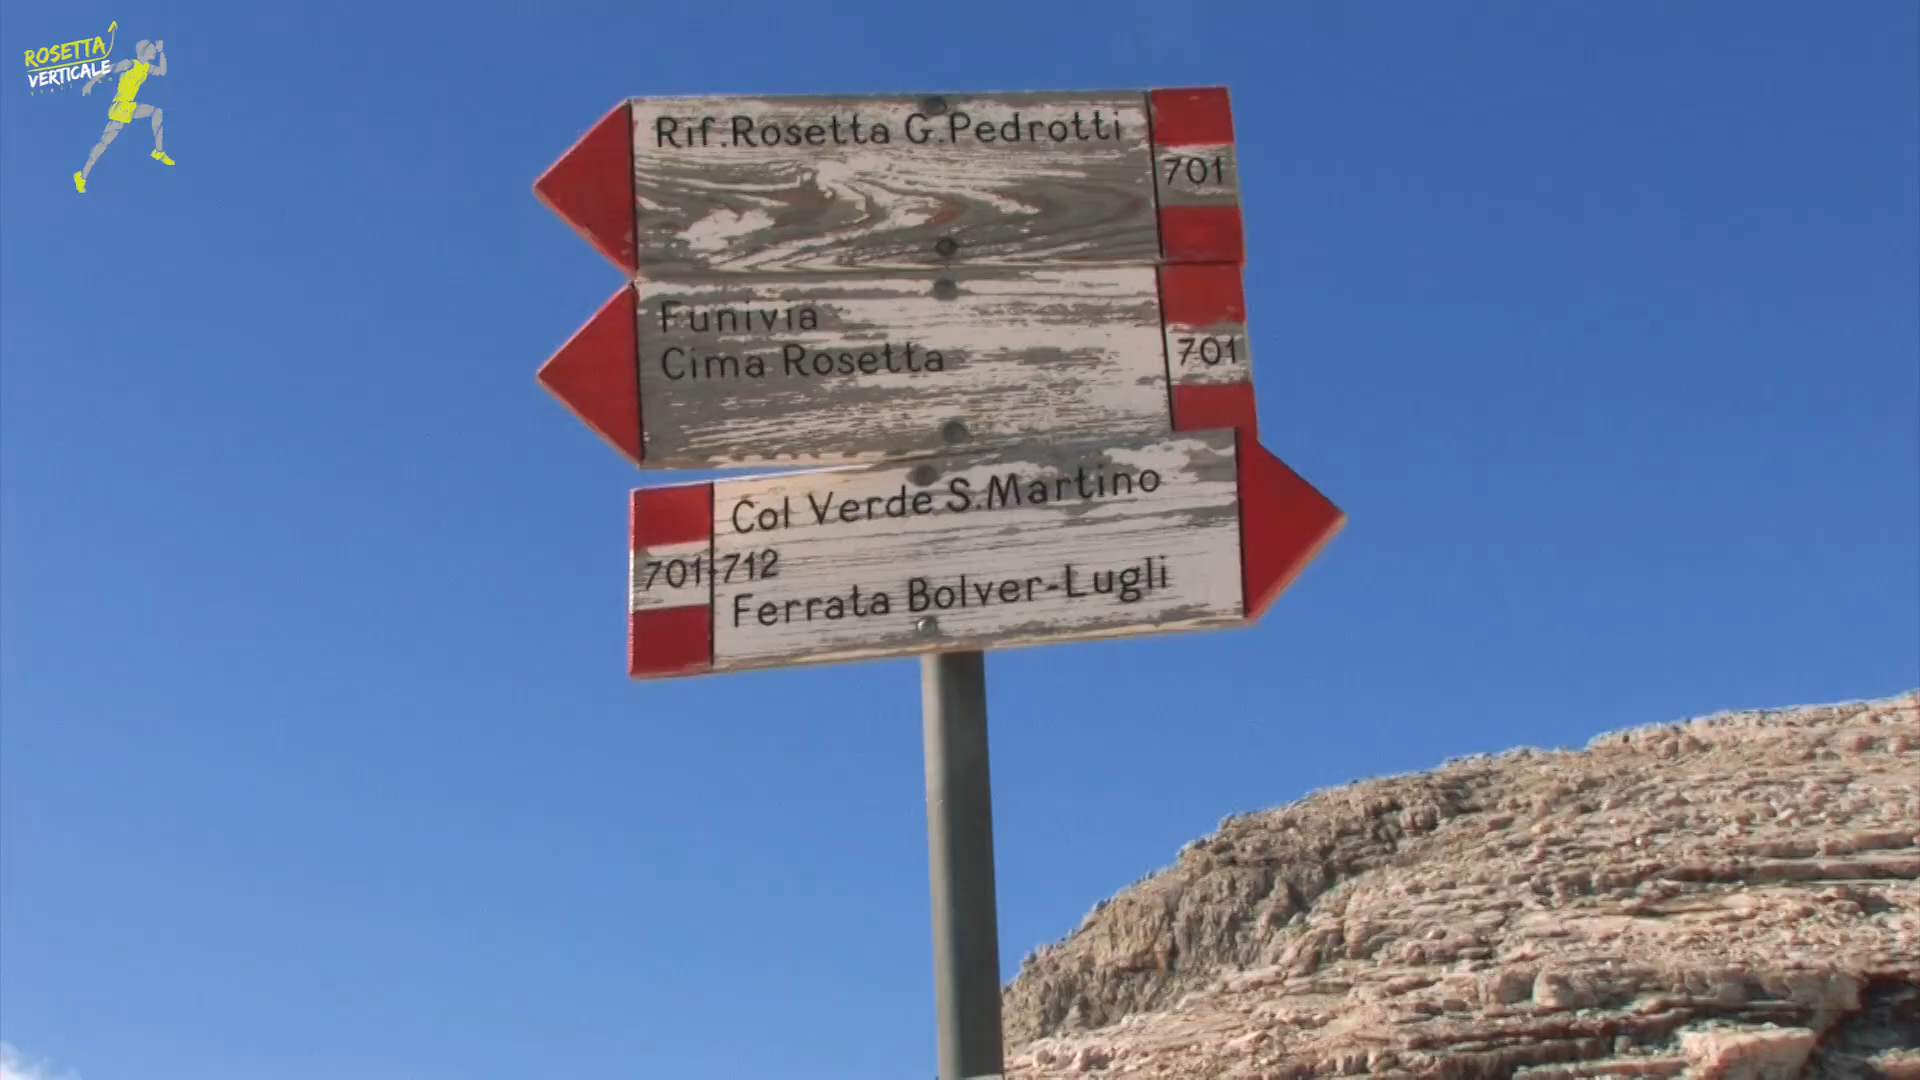 ROSETTA
VERTICALE
Rif.Rosetta G.Pedrotti
701
Funivia
Cima Rosetta
701
Col Verde S.Martino
701-712
Ferrata Bolver-Lugli